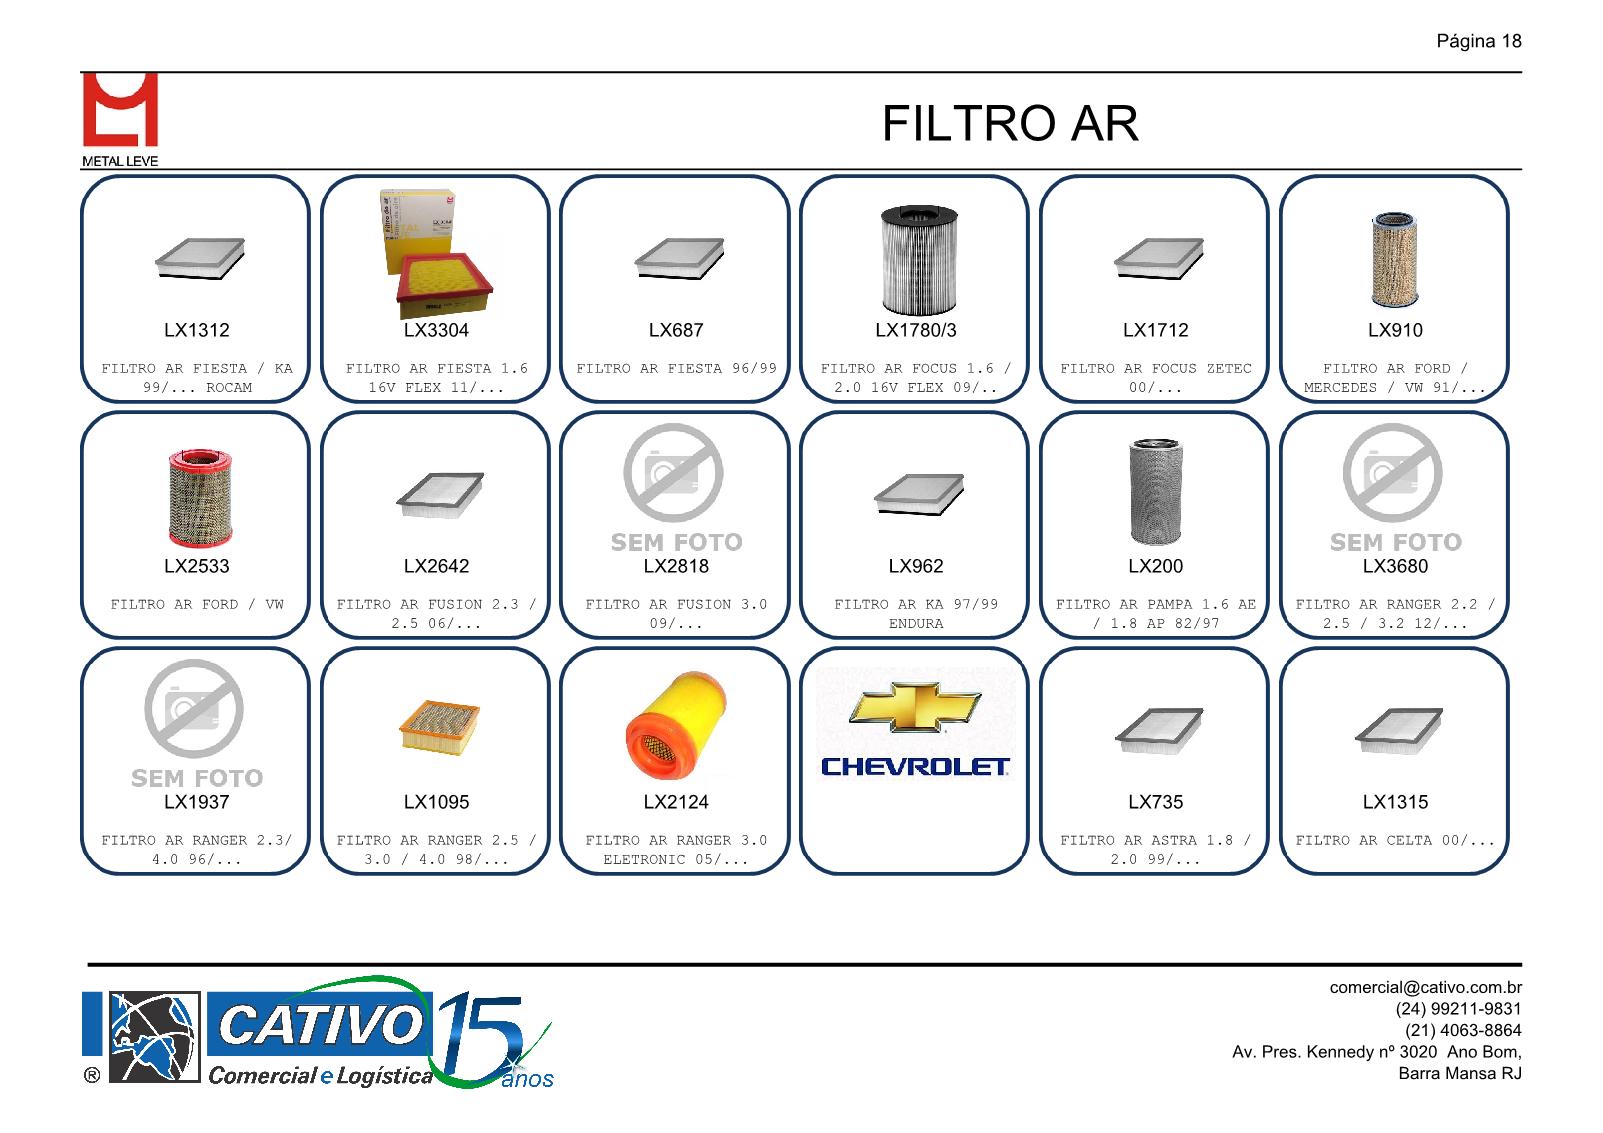 Página 18
METAL LEVE
FILTRO AR
LX1312
FILTRO AR FIESTA / KA
99/... ROCAM
Filtro de ar
LX3304
FILTRO AR FIESTA 1.6
16V FLEX 11/...
LX687
FILTRO AR FIESTA 96/99
LX1780/3
FILTRO AR FOCUS 1.6 /
2.0 16V FLEX 09/..
LX1712
FILTRO AR FOCUS ZETEC
00/...
LX910
FILTRO AR FORD /
MERCEDES / VW 91/...
LX2533
FILTRO AR FORD / VW
LX2642
FILTRO AR FUSION 2.3 /
2.5 06/...
SEM FOTO
LX2818
FILTRO AR FUSION 3.0
09/...
LX962
FILTRO AR KA 97/99
ENDURA
LX200
FILTRO AR PAMPA 1.6 AE
/ 1.8 AP 82/97
SEM FOTO
LX3680
FILTRO AR RANGER 2.2 /
2.5 / 3.2 12/...
SEM FOTO
LX1937
FILTRO AR RANGER 2.3/
4.0 96/...
LX1095
FILTRO AR RANGER 2.5 /
3.0 / 4.0 98/...
LX2124
FILTRO AR RANGER 3.0
ELETRONIC 05/...
CHEVROLET
LX735
FILTRO AR ASTRA 1.8 /
2.0 99/...
LX1315
FILTRO AR CELTA 00/...
CATIVO 15
® Comercial e Logística anos
comercial@cativo.com.br
(24) 99211-9831
(21) 4063-8864
Av. Pres. Kennedy nº 3020  Ano Bom,
Barra Mansa RJ